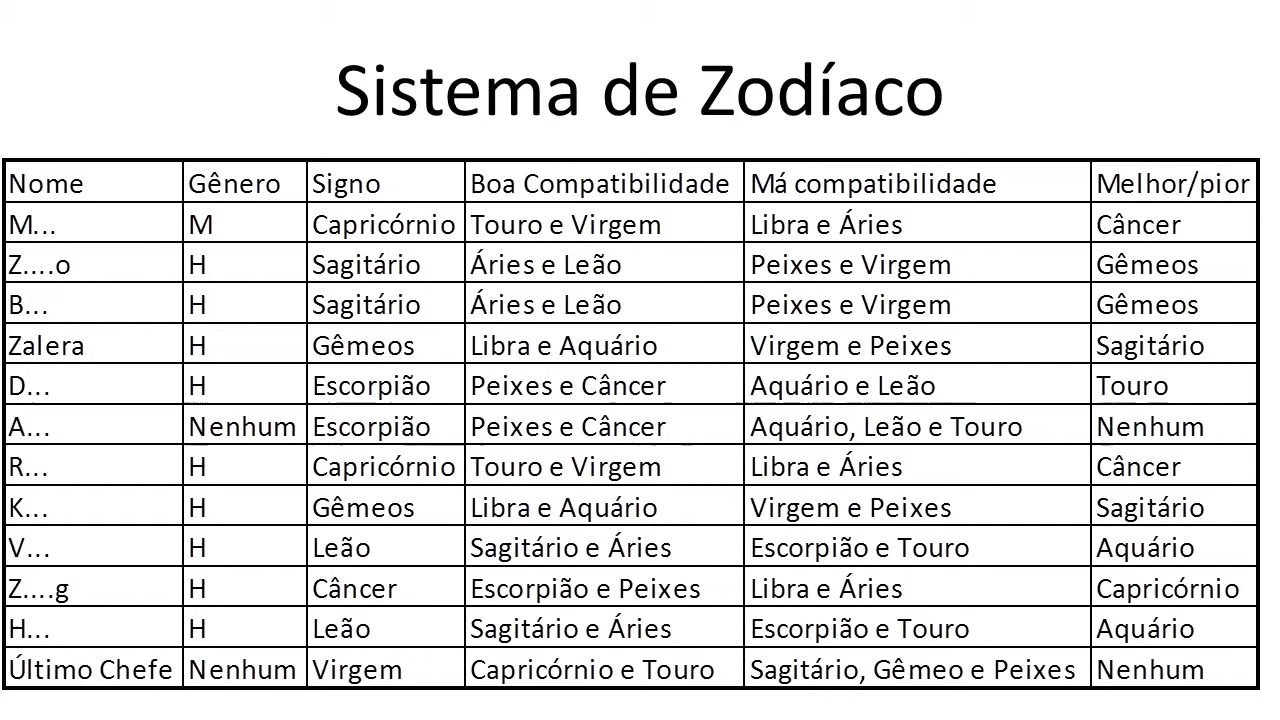 Sistema de Zodíaco
Nome Gênero Signo Boa Compatibilidade Má compatibilidade Melhor/pior
M... M Capricórnio Touro e Virgem Libra e Áries Câncer
Z....o H Sagitário Áries e Leão Peixes e Virgem Gêmeos
B... H Sagitário Áries e Leão Peixes e Virgem Gêmeos
Zalera H Gêmeos Libra e Aquário Virgem e Peixes Sagitário
D... H Escorpião Peixes e Câncer Aquário e Leão Touro
A... Nenhum Escorpião Peixes e Câncer Aquário, Leão e Touro Nenhum
R... H Capricórnio Touro e Virgem Libra e Áries Câncer
K... H Gêmeos Libra e Aquário Virgem e Peixes Sagitário
V... H Leão Sagitário e Áries Escorpião e Touro Aquário
Z....g H Câncer Escorpião e Peixes Libra e Áries Capricórnio
H... H Leão Sagitário e Áries Escorpião e Touro Aquário
Último Chefe Nenhum Virgem Capricórnio e Touro Sagitário, Gêmeo e Peixes Nenhum